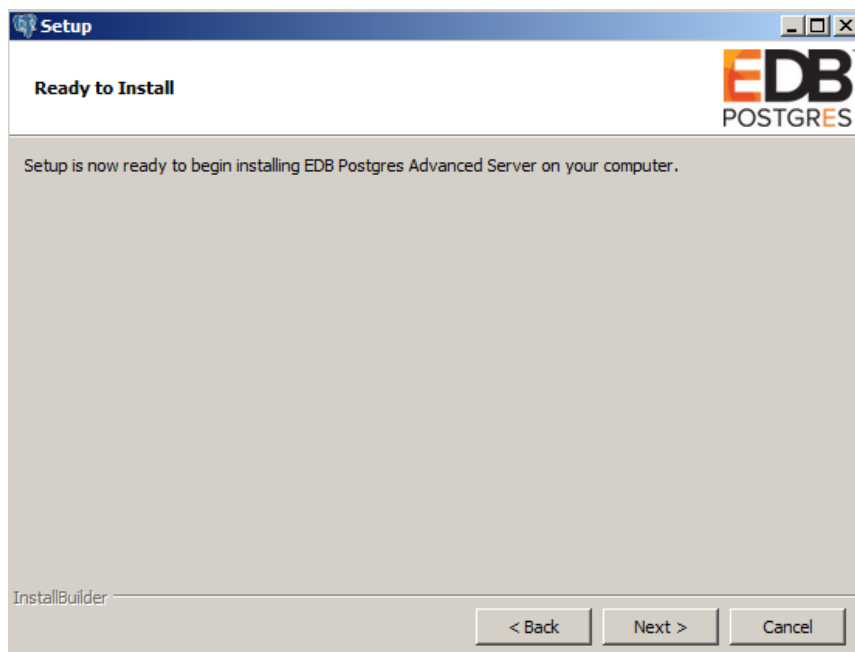 Setup
Ready to Install
EDB
POSTGRES
Setup is now ready to begin installing EDB Postgres Advanced Server on your computer.
InstallBuilder
< Back
Next >
Cancel